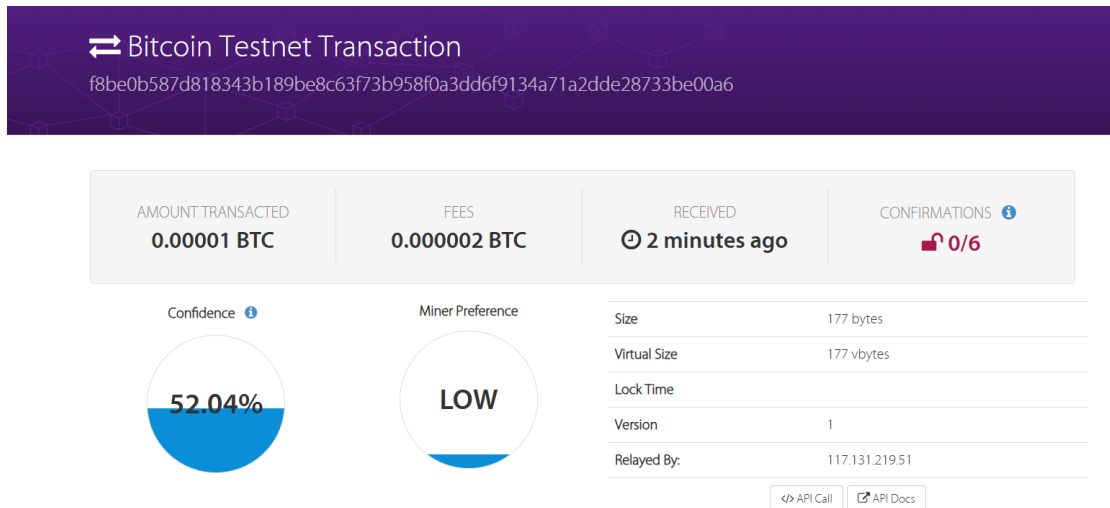 Bitcoin Testnet Transaction
f8be0b587d818343b189be8c63f73b958f0a3dd6f9134a71a2dde28733be00a6
AMOUNT TRANSACTED
0.00001 BTC
FEES
0.000002 BTC
RECEIVED
2 minutes ago
CONFIRMATIONS
0/6
Confidence
52.04%
Miner Preference
LOW
Size 177 bytes
Virtual Size 177 vbytes
Lock Time
Version 1
Relayed By: 117.131.219.51
</> API Call API Docs